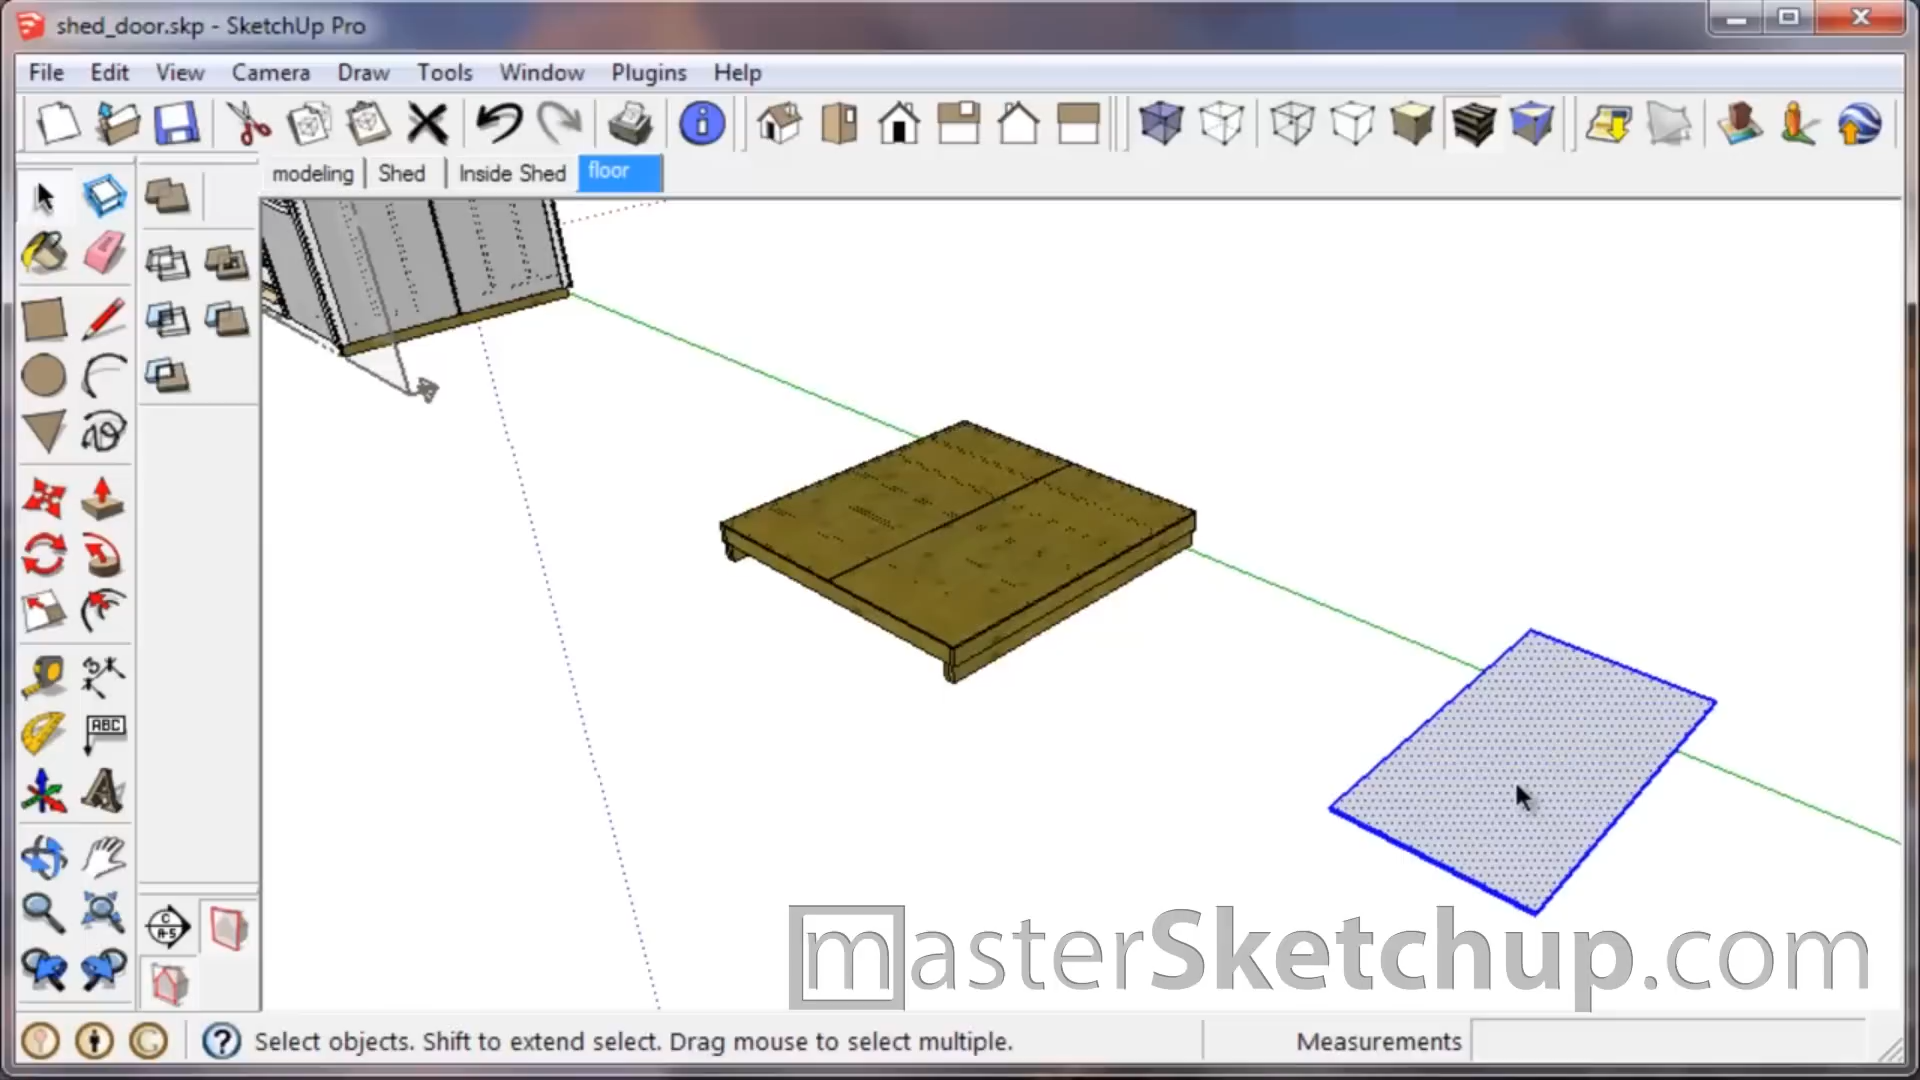 shed_door.skp - SketchUp Pro
File Edit View Camera Draw Tools Window Plugins Help
modeling Shed Inside Shed floor
ABC
C
A-5
masterSketchup.com
Select objects. Shift to extend select. Drag mouse to select multiple. Measurements